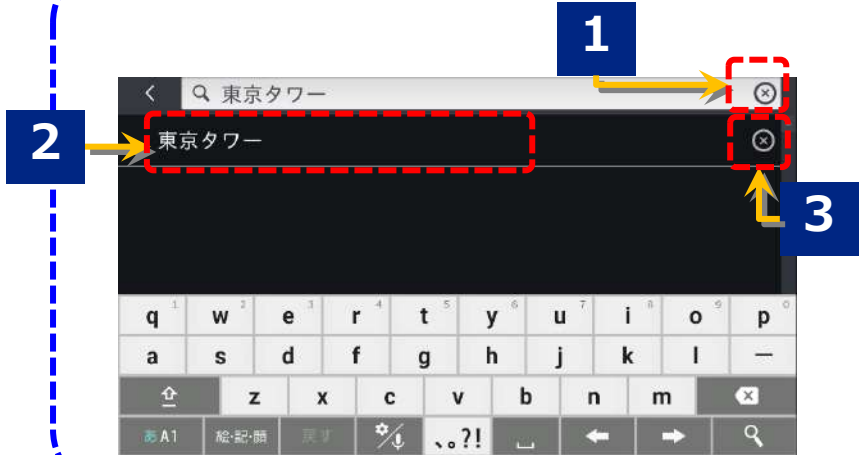 1
東京タワー
2
東京タワー
3
q 1 w 2 e 3 r 4 t 5 y 6 u 7 i 8 o 9 p 0
a s d f g h j k l ー
z x c v b n m
あA1 絵・記・顔 戻す 、。?!